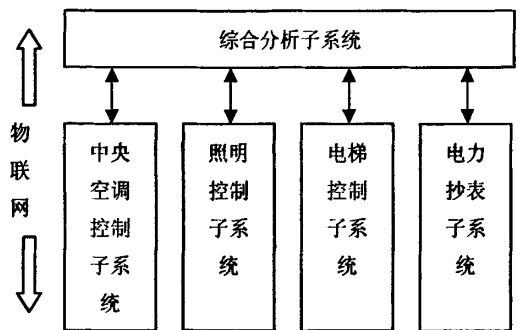 综合分析子系统
物
联
网
中央
空调
控制
子系
统
照明
控制
子系
统
电梯
控制
子系
统
电力
抄表
子系
统